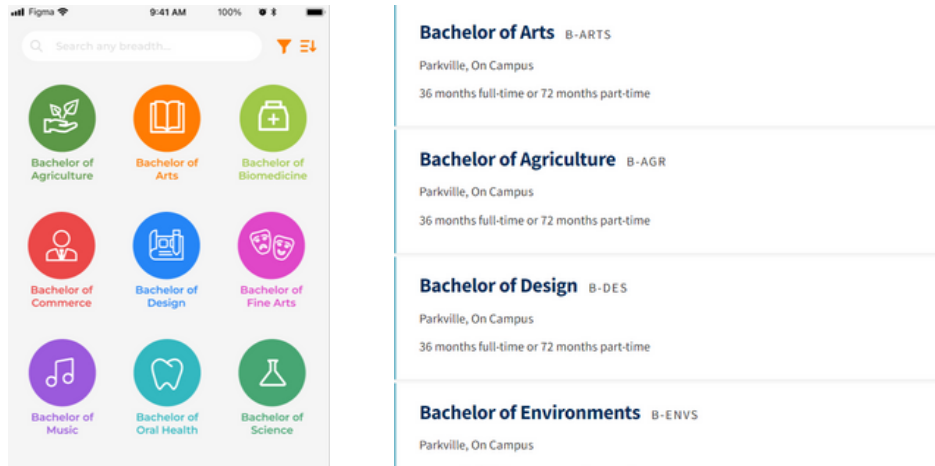 Figma 9:41 AM 100%
Search any breadth...
Bachelor of
Agriculture
Bachelor of
Arts
Bachelor of
Biomedicine
Bachelor of
Commerce
Bachelor of
Design
Bachelor of
Fine Arts
Bachelor of
Music
Bachelor of
Oral Health
Bachelor of
Science
Bachelor of Arts B-ARTS
Parkville, On Campus
36 months full-time or 72 months part-time
Bachelor of Agriculture B-AGR
Parkville, On Campus
36 months full-time or 72 months part-time
Bachelor of Design B-DES
Parkville, On Campus
36 months full-time or 72 months part-time
Bachelor of Environments B-ENVS
Parkville, On Campus